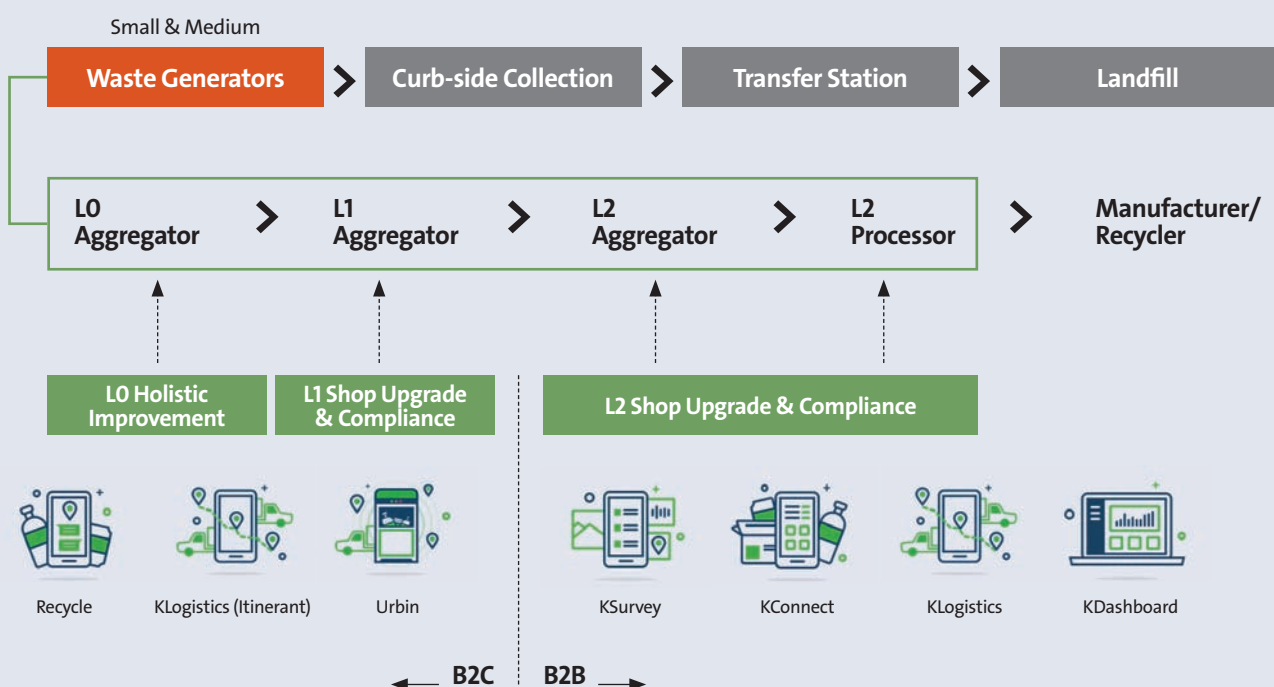 Small & Medium
Waste Generators
Curb-side Collection
Transfer Station
Landfill
L0
Aggregator
L1
Aggregator
L2
Aggregator
L2
Processor
Manufacturer/
Recycler
L0 Holistic
Improvement
L1 Shop Upgrade
& Compliance
L2 Shop Upgrade & Compliance
Recycle
KLogistics (Itinerant)
Urbin
KSurvey
KConnect
KLogistics
KDashboard
B2C
B2B